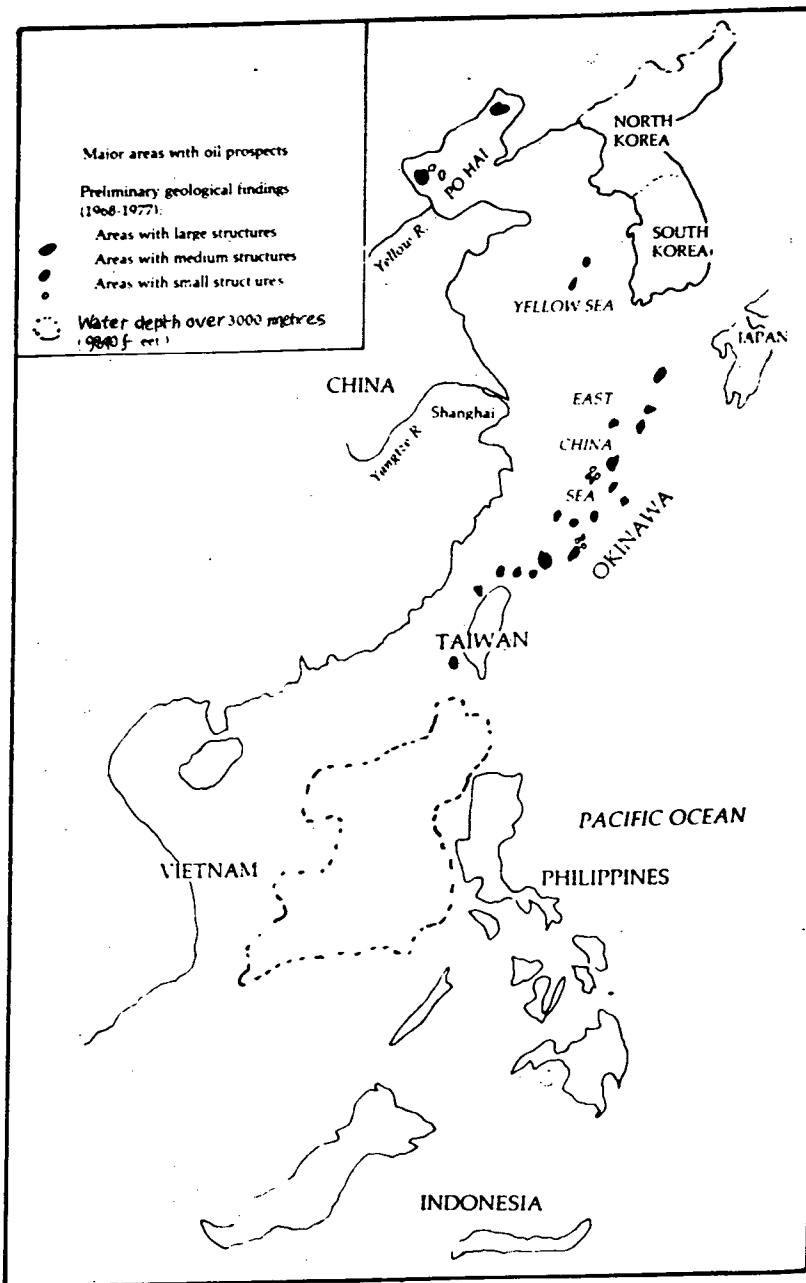 Major areas with oil prospects
Preliminary geological findings
(1968-1977):
Areas with large structures
Areas with medium structures
Areas with small structures
Water depth over 3000 metres
(9840 feet)
NORTH
KOREA
PO HAI
SOUTH
KOREA
Yellow R.
YELLOW SEA
JAPAN
CHINA
EAST
Shanghai
CHINA
Yangtze R
SEA
OKINAWA
TAIWAN
PACIFIC OCEAN
VIETNAM
PHILIPPINES
INDONESIA